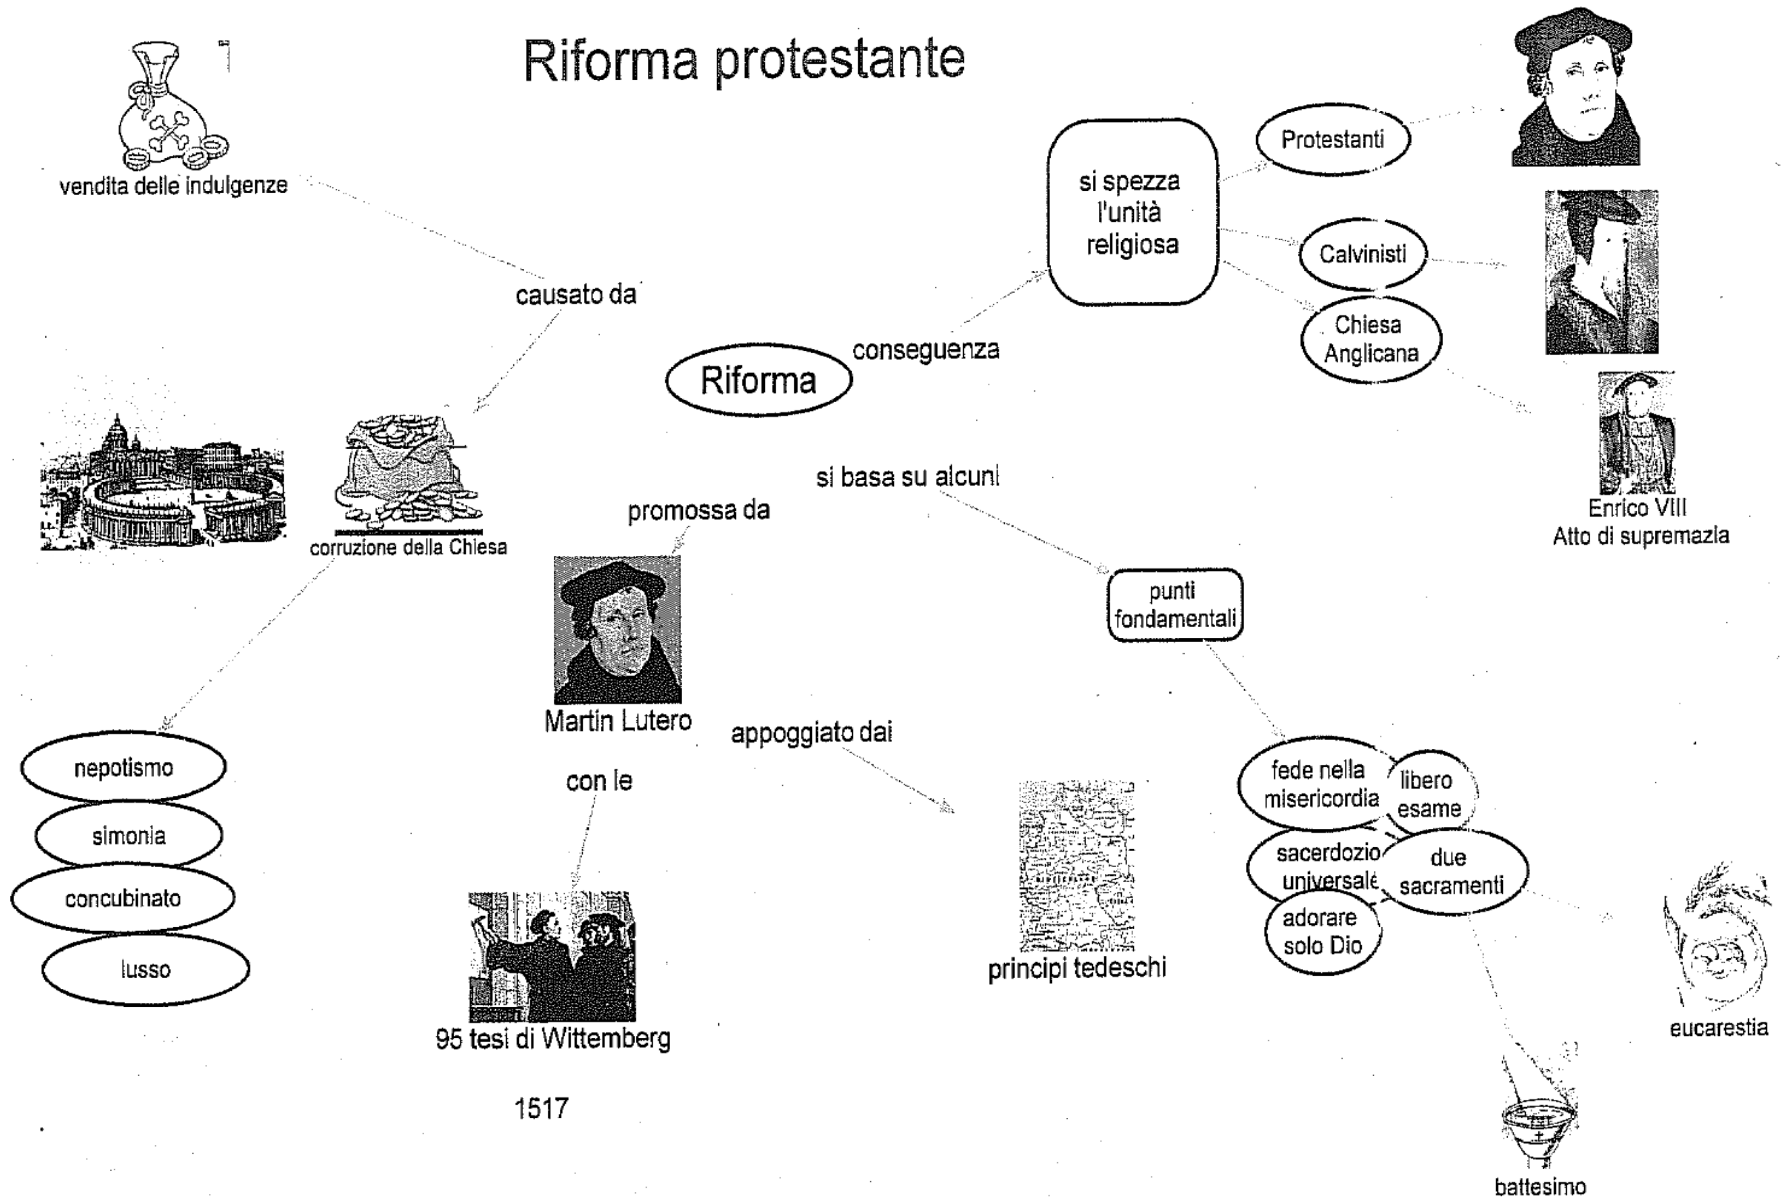 Riforma protestante
vendita delle indulgenze
causato da
corruzione della Chiesa
nepotismo
simonia
concubinato
lusso
Riforma
conseguenza
si spezza
l'unità
religiosa
Protestanti
Calvinisti
Chiesa
Anglicana
Enrico VIII
Atto di supremazia
promossa da
Martin Lutero
con le
95 tesi di Wittemberg
1517
appoggiato dai
principi tedeschi
si basa su alcuni
punti
fondamentali
fede nella
misericordia
libero
esame
sacerdozio
universale
due
sacramenti
adorare
solo Dio
eucarestia
battesimo